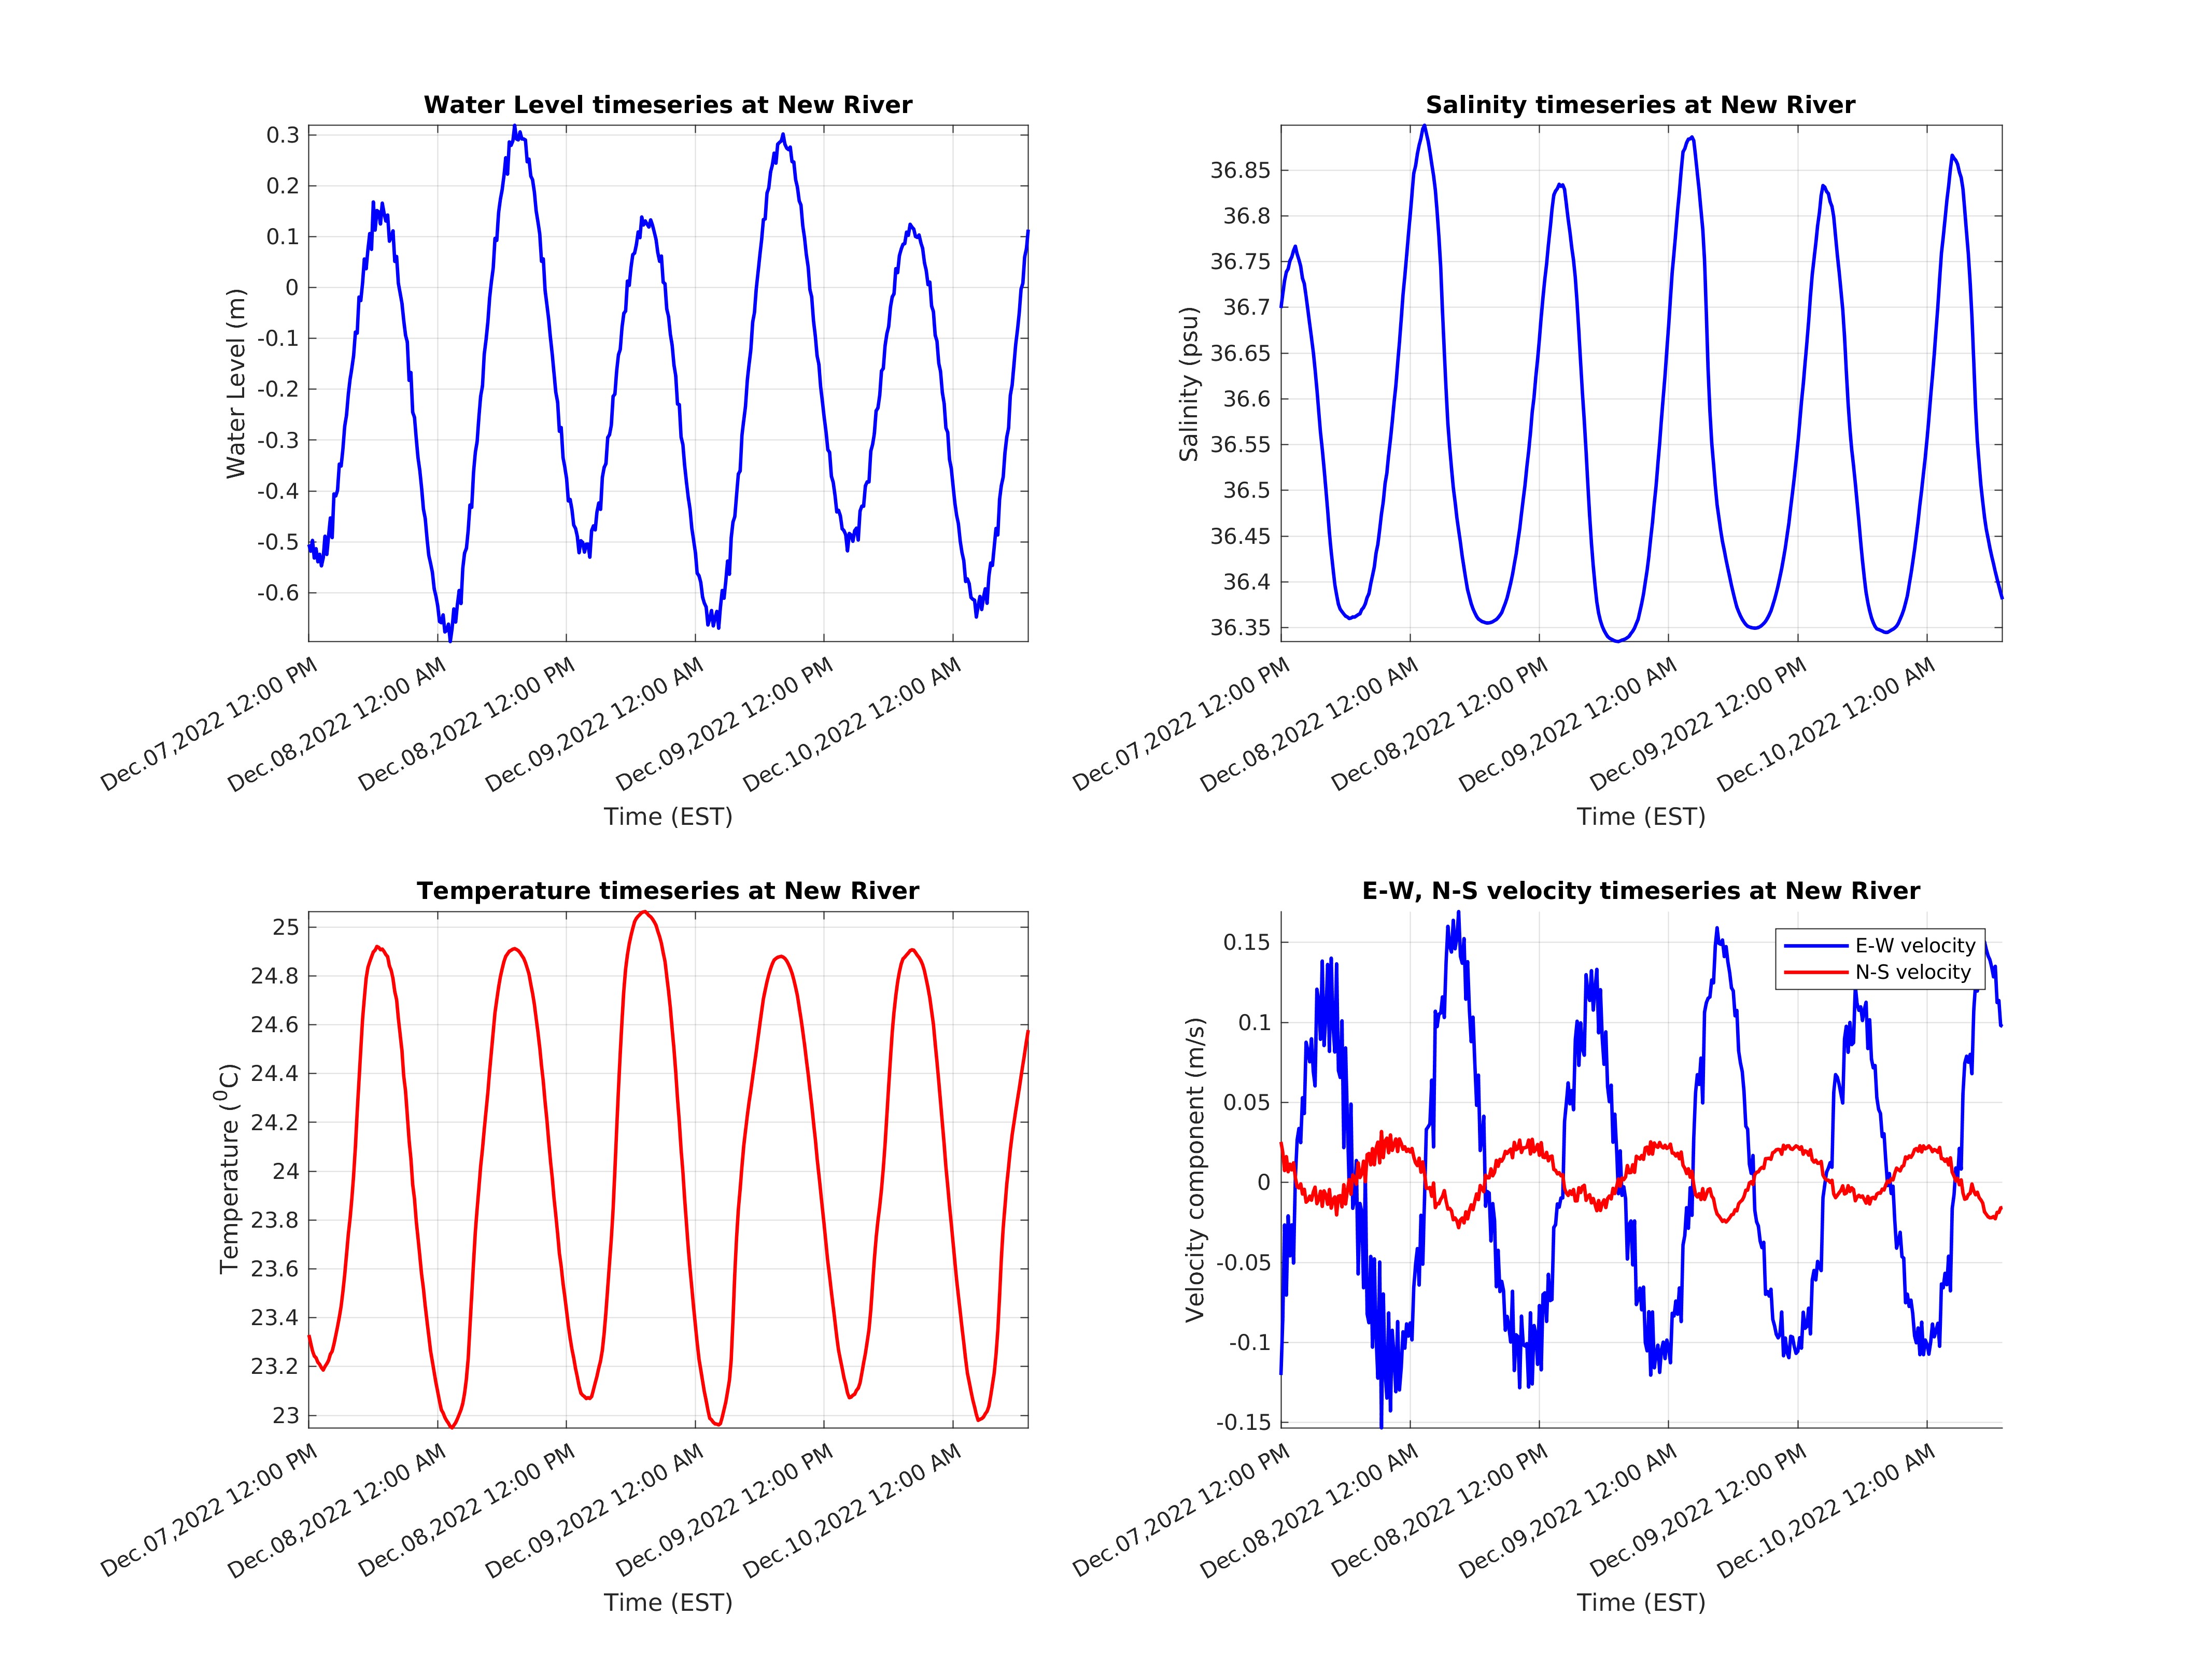 Water Level timeseries at New River
0.3
0.2
0.1
0
-0.1
-0.2
-0.3
-0.4
-0.5
-0.6
Water Level (m)
Dec.07,2022 12:00 PM
Dec.08,2022 12:00 AM
Dec.08,2022 12:00 PM
Dec.09,2022 12:00 AM
Dec.09,2022 12:00 PM
Dec.10,2022 12:00 AM
Time (EST)
Salinity timeseries at New River
36.85
36.8
36.75
36.7
36.65
36.6
36.55
36.5
36.45
36.4
36.35
Salinity (psu)
Dec.07,2022 12:00 PM
Dec.08,2022 12:00 AM
Dec.08,2022 12:00 PM
Dec.09,2022 12:00 AM
Dec.09,2022 12:00 PM
Dec.10,2022 12:00 AM
Time (EST)
Temperature timeseries at New River
25
24.8
24.6
24.4
24.2
24
23.8
23.6
23.4
23.2
23
Temperature (⁰C)
Dec.07,2022 12:00 PM
Dec.08,2022 12:00 AM
Dec.08,2022 12:00 PM
Dec.09,2022 12:00 AM
Dec.09,2022 12:00 PM
Dec.10,2022 12:00 AM
Time (EST)
E-W, N-S velocity timeseries at New River
0.15
0.1
0.05
0
-0.05
-0.1
-0.15
Velocity component (m/s)
E-W velocity
N-S velocity
Dec.07,2022 12:00 PM
Dec.08,2022 12:00 AM
Dec.08,2022 12:00 PM
Dec.09,2022 12:00 AM
Dec.09,2022 12:00 PM
Dec.10,2022 12:00 AM
Time (EST)